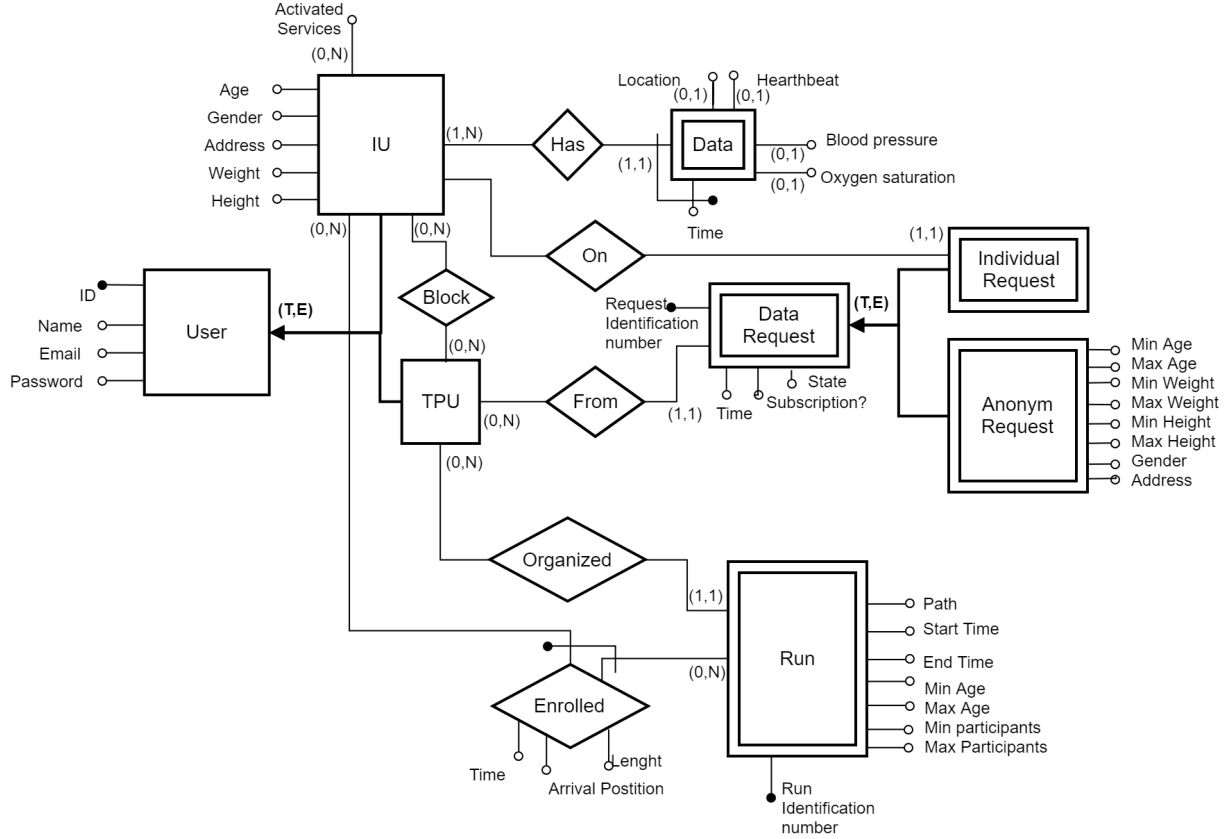 Activated
Services
(0,N)
Age
Gender
Address
Weight
Height
IU
(1,N)
Has
(1,1)
Location
(0,1)
Hearthbeat
(0,1)
Data
Blood pressure
(0,1)
Oxygen saturation
(0,1)
Time
(0,N)
(0,N)
On
(1,1)
Individual
Request
ID
Name
Email
Password
User
(T,E)
Block
(0,N)
Request
Identification
number
Data
Request
(T,E)
State
Subscription?
Time
TPU
(0,N)
From
(1,1)
Anonym
Request
Min Age
Max Age
Min Weight
Max Weight
Min Height
Max Height
Gender
Address
(0,N)
Organized
(1,1)
Run
Path
Start Time
End Time
Min Age
Max Age
Min participants
Max Participants
(0,N)
Enrolled
Time
Arrival Postition
Lenght
Run
Identification
number